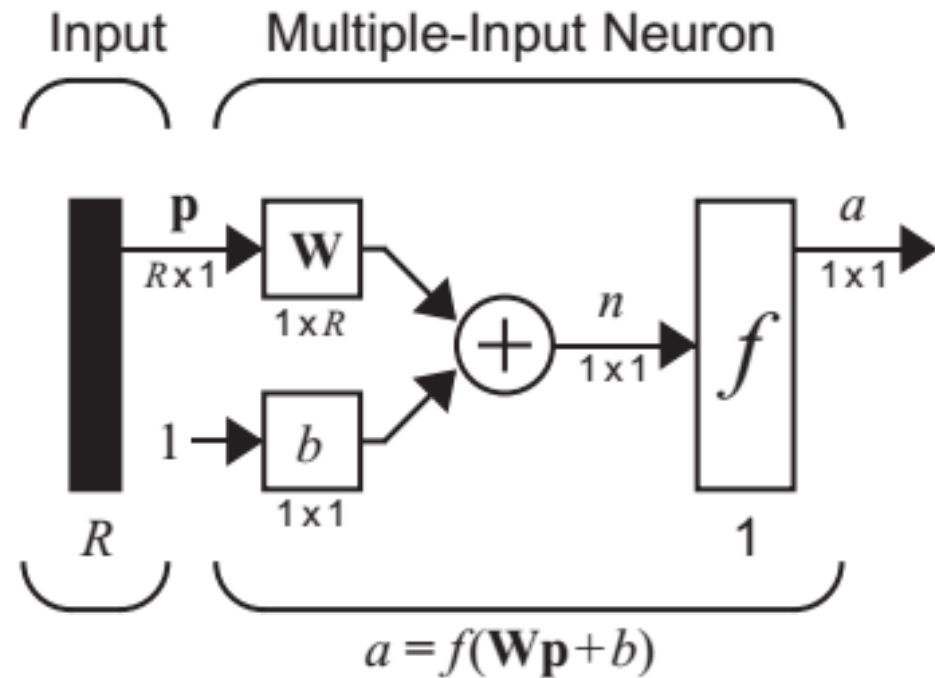 Input Multiple-Input Neuron
p a
W
R x 1 1 x 1
1 x R n
1 x 1
f
1 b
1 x 1
R 1
a = f(Wp+b)